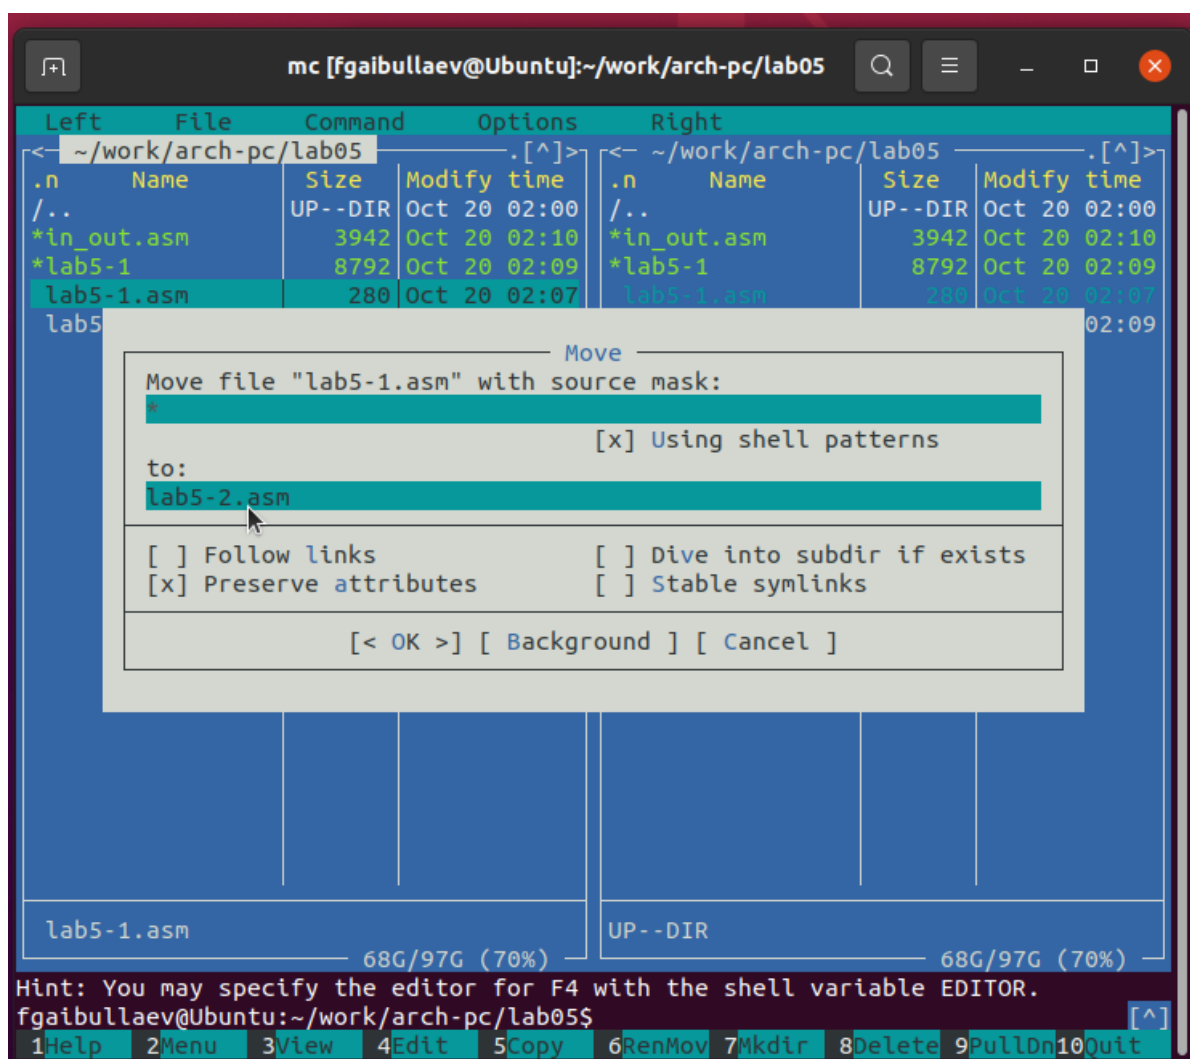 mc [fgaibullaev@Ubuntu]:~/work/arch-pc/lab05
Left File Command Options Right
<─ ~/work/arch-pc/lab05 ─.[^]>
<─ ~/work/arch-pc/lab05 ─.[^]>
.n Name Size Modify time .n Name Size Modify time
/.. UP--DIR Oct 20 02:00 /.. UP--DIR Oct 20 02:00
*in_out.asm 3942 Oct 20 02:10 *in_out.asm 3942 Oct 20 02:10
*lab5-1 8792 Oct 20 02:09 *lab5-1 8792 Oct 20 02:09
lab5-1.asm 280 Oct 20 02:07 lab5-1.asm 280 Oct 20 02:07
lab5 02:09
Move
Move file "lab5-1.asm" with source mask:
*
[x] Using shell patterns
to:
lab5-2.asm
[ ] Follow links [ ] Dive into subdir if exists
[x] Preserve attributes [ ] Stable symlinks
[< OK >] [ Background ] [ Cancel ]
lab5-1.asm UP--DIR
68G/97G (70%) 68G/97G (70%)
Hint: You may specify the editor for F4 with the shell variable EDITOR.
fgaibullaev@Ubuntu:~/work/arch-pc/lab05$ [^]
1Help 2Menu 3View 4Edit 5Copy 6RenMov 7Mkdir 8Delete 9PullDn 10Quit